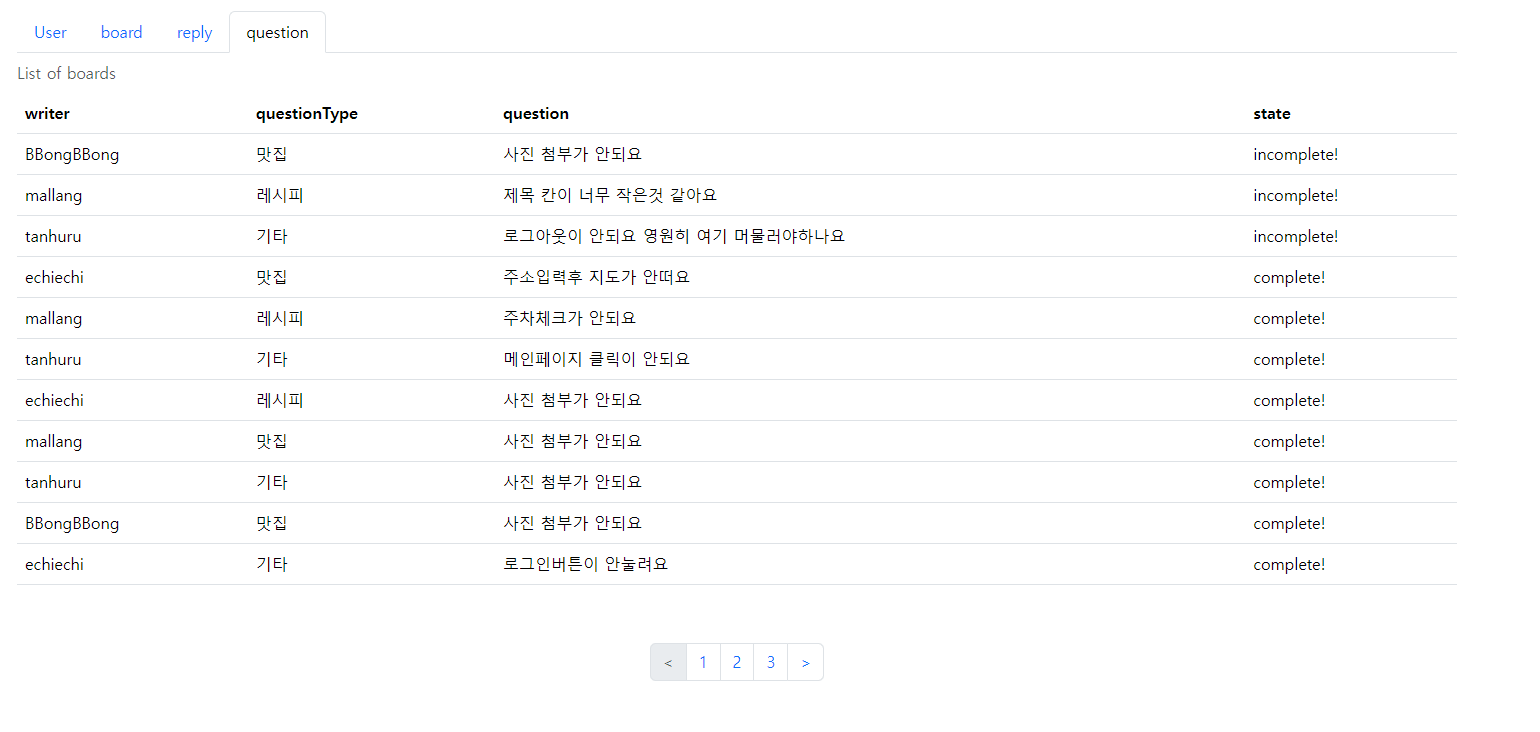 User board reply question
List of boards
writer questionType question state
BBongBBong 맛집 사진 첨부가 안되요 incomplete!
mallang 레시피 제목 칸이 너무 작은것 같아요 incomplete!
tanhuru 기타 로그아웃이 안되요 영원히 여기 머물러야하나요 incomplete!
echiechi 맛집 주소입력후 지도가 안떠요 complete!
mallang 레시피 주차체크가 안되요 complete!
tanhuru 기타 메인페이지 클릭이 안되요 complete!
echiechi 레시피 사진 첨부가 안되요 complete!
mallang 맛집 사진 첨부가 안되요 complete!
tanhuru 기타 사진 첨부가 안되요 complete!
BBongBBong 맛집 사진 첨부가 안되요 complete!
echiechi 기타 로그인버튼이 안눌려요 complete!
< 1 2 3 >